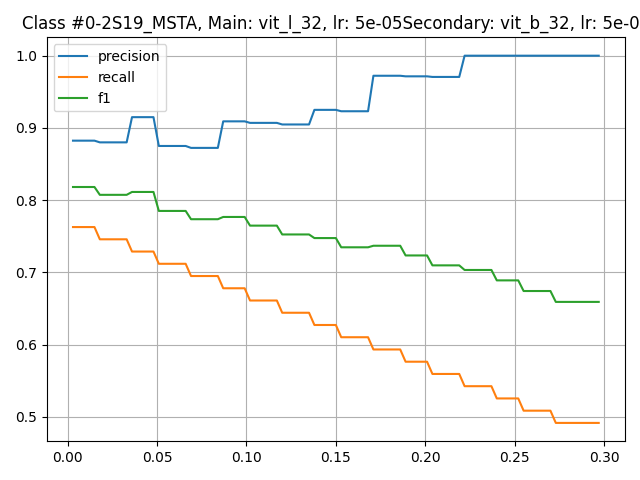 Class #0-2S19_MSTA, Main: vit_l_32, lr: 5e-05Secondary: vit_b_32, lr: 5e-0
precision
recall
f1
1.0
0.9
0.8
0.7
0.6
0.5
0.00 0.05 0.10 0.15 0.20 0.25 0.30